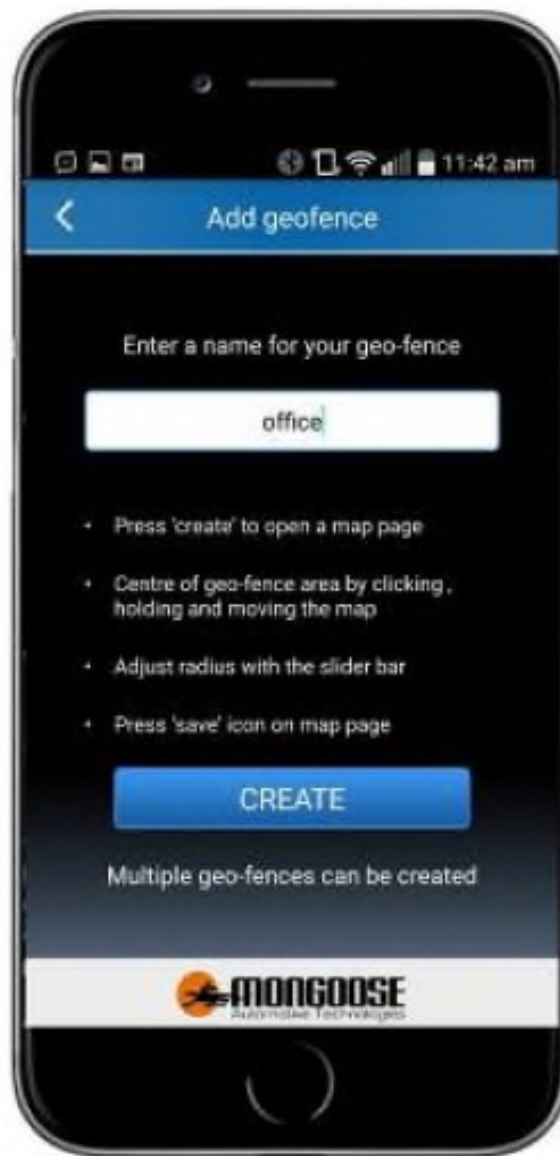 11:42 am
Add geofence
Enter a name for your geo-fence
office
• Press 'create' to open a map page
• Centre of geo-fence area by clicking ,
holding and moving the map
• Adjust radius with the slider bar
• Press 'save' icon on map page
CREATE
Multiple geo-fences can be created
MONGOOSE
Automotive Technologies